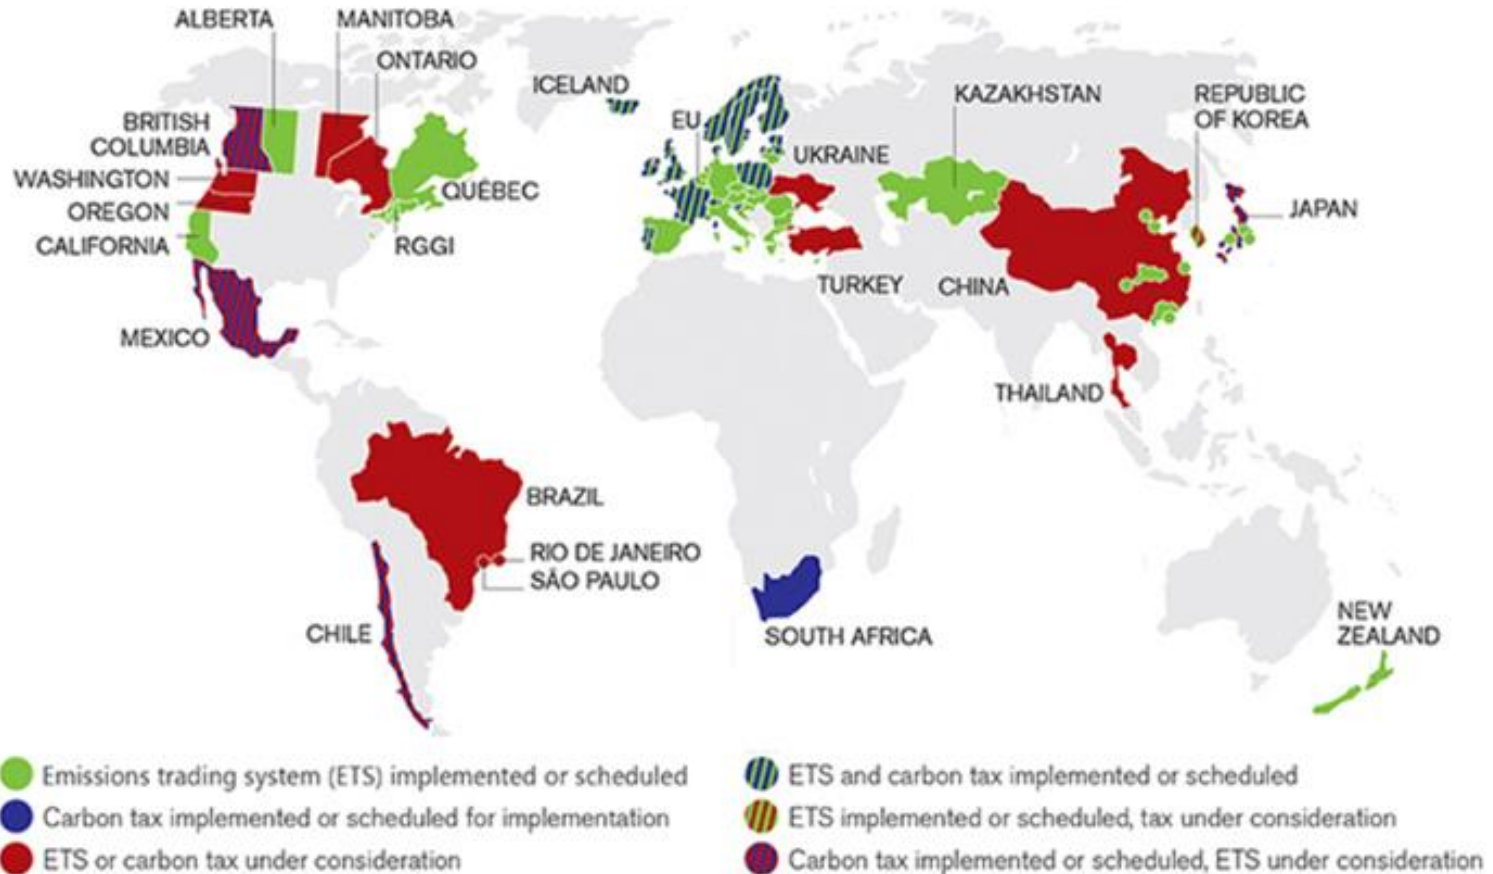 ALBERTA
MANITOBA
ONTARIO
ICELAND
KAZAKHSTAN
REPUBLIC
OF KOREA
BRITISH
COLUMBIA
EU
UKRAINE
WASHINGTON
QUÉBEC
OREGON
JAPAN
CALIFORNIA
RGGI
TURKEY
CHINA
MEXICO
THAILAND
BRAZIL
RIO DE JANEIRO
SÃO PAULO
CHILE
SOUTH AFRICA
NEW
ZEALAND
Emissions trading system (ETS) implemented or scheduled
Carbon tax implemented or scheduled for implementation
ETS or carbon tax under consideration
ETS and carbon tax implemented or scheduled
ETS implemented or scheduled, tax under consideration
Carbon tax implemented or scheduled, ETS under consideration